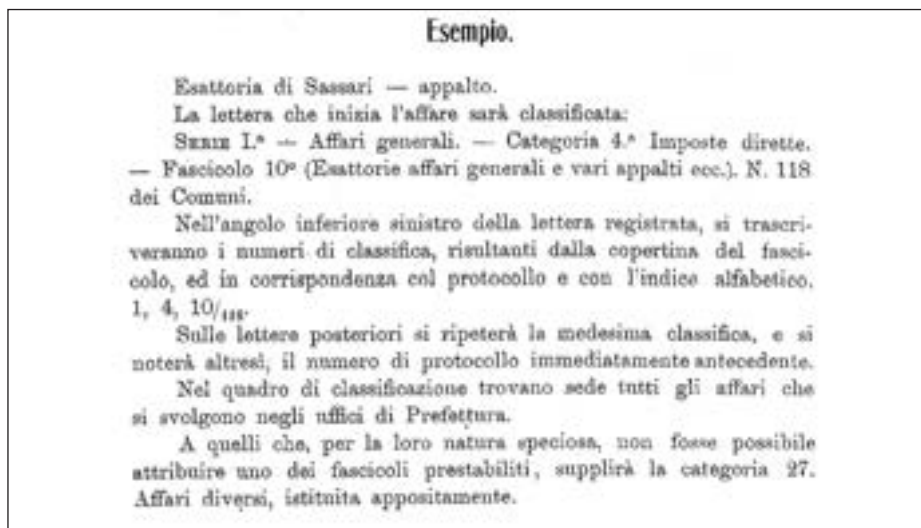 Esempio.
Esattoria di Sassari — appalto.
La lettera che inizia l'affare sarà classificata:
SERIE I.ª — Affari generali. — Categoria 4.ª Imposte dirette.
— Fascicolo 10º (Esattorie affari generali e vari appalti ecc.). N. 118
dei Comuni.
Nell'angolo inferiore sinistro della lettera registrata, si trascri-
veranno i numeri di classifica, risultanti dalla copertina del fasci-
colo, ed in corrispondenza col protocollo e con l'indice alfabetico.
1, 4, 10/
Sulle lettere posteriori si ripeterà la medesima classifica, e si
noterà altresì, il numero di protocollo immediatamente antecedente.
Nel quadro di classificazione trovano sede tutti gli affari che
si svolgono negli uffici di Prefettura.
A quelli che, per la loro natura speciosa, non fosse possibile
attribuire uno dei fascicoli prestabiliti, supplirà la categoria 27.
Affari diversi, istituita appositamente.